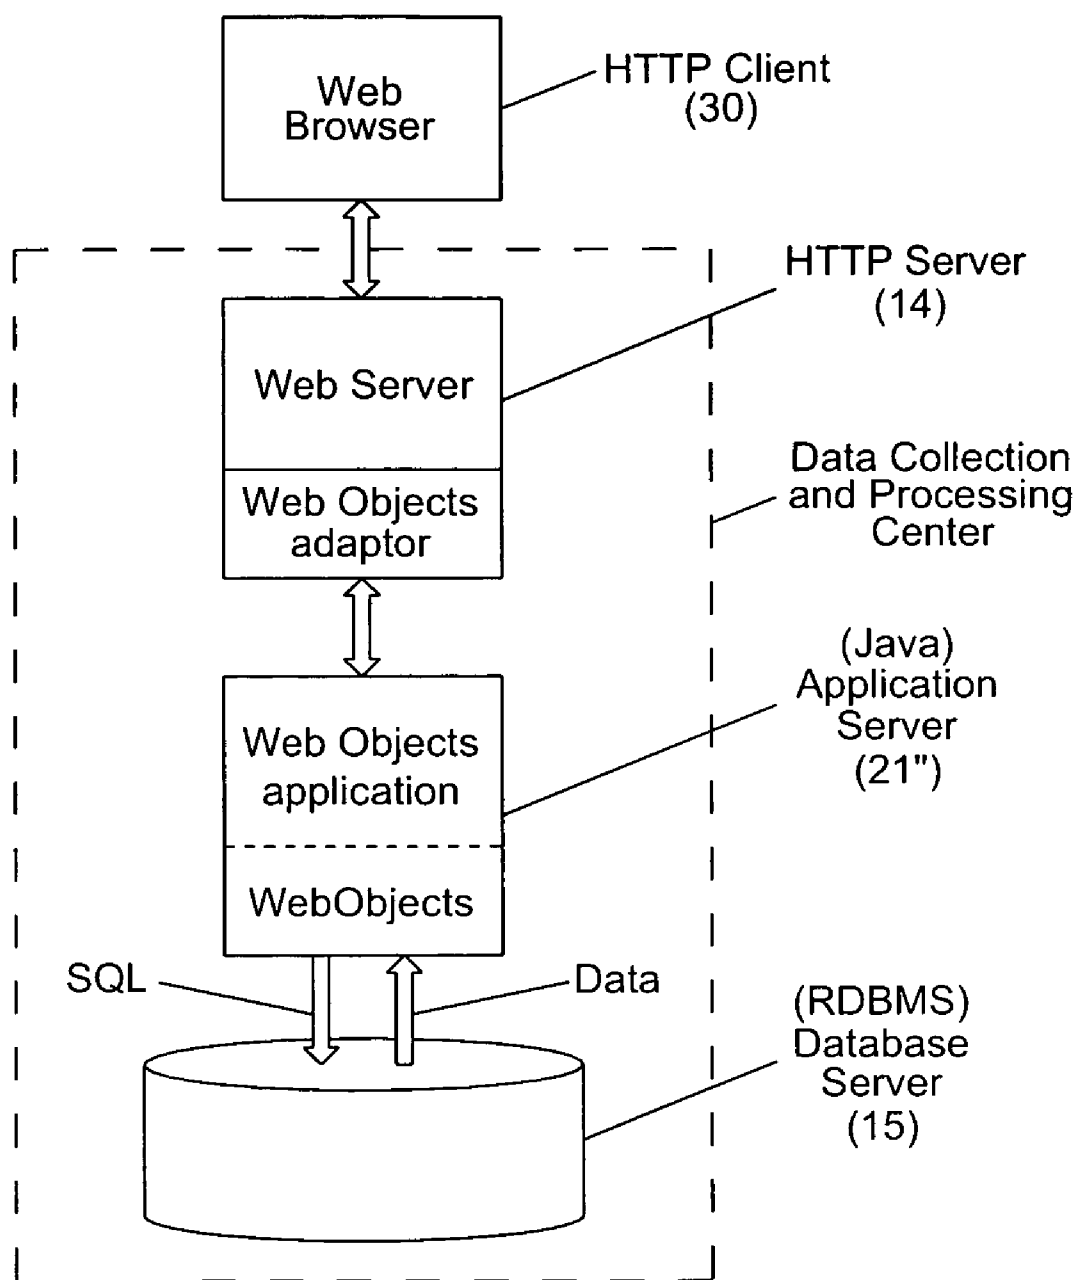 Web
Browser
HTTP Client
(30)
HTTP Server
(14)
Web Server
Web Objects
adaptor
Data Collection
and Processing
Center
(Java)
Application
Server
(21")
Web Objects
application
WebObjects
SQL
Data
(RDBMS)
Database
Server
(15)